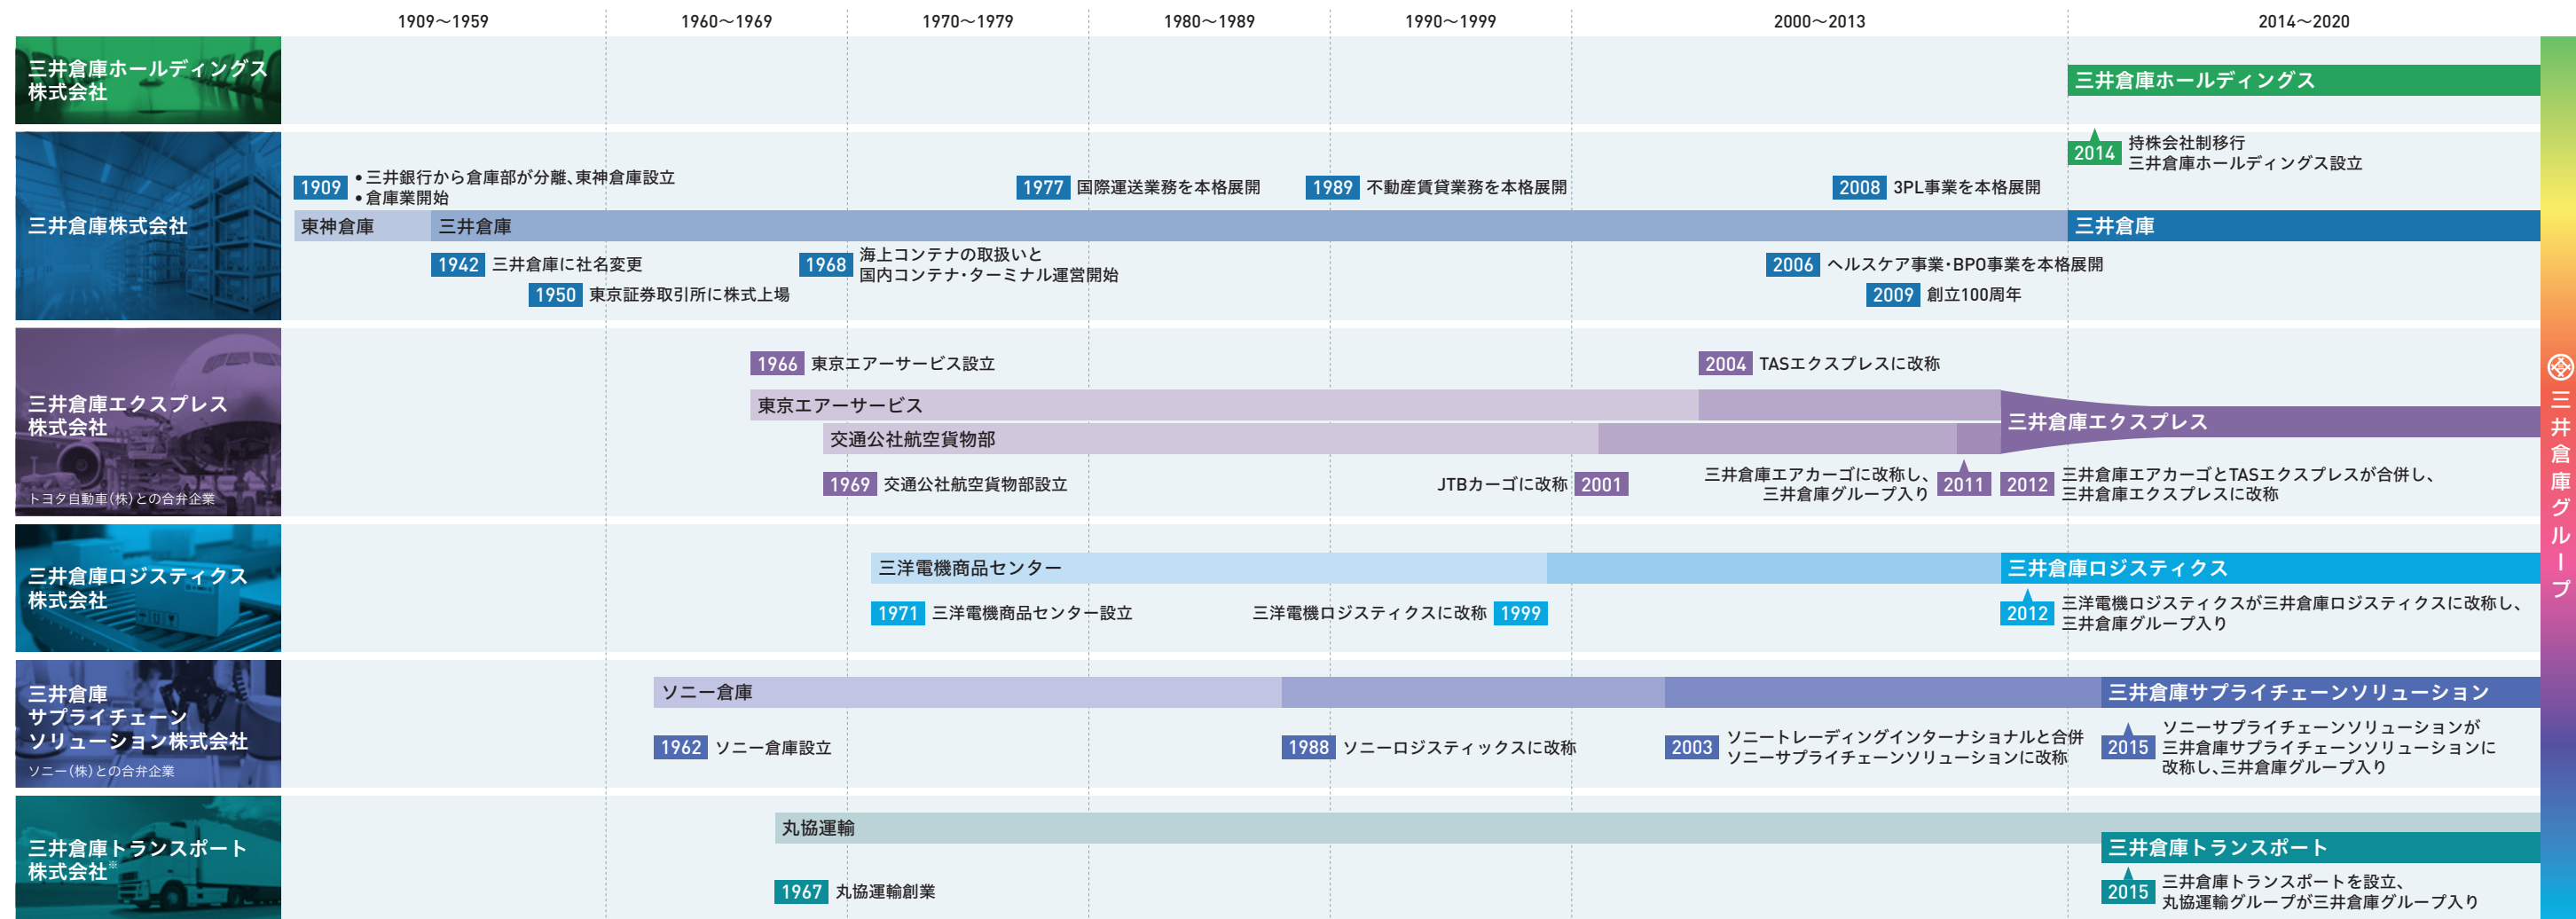 1909～1959
1960～1969
1970～1979
1980～1989
1990～1999
2000～2013
2014～2020
三井倉庫ホールディングス
株式会社
三井倉庫ホールディングス
2014
持株会社制移行
三井倉庫ホールディングス設立
三井倉庫株式会社
1909
•三井銀行から倉庫部が分離、東神倉庫設立
•倉庫業開始
1977 国際運送業務を本格展開
1989 不動産賃貸業務を本格展開
2008 3PL事業を本格展開
東神倉庫
三井倉庫
三井倉庫
1942 三井倉庫に社名変更
1968
海上コンテナの取扱いと
国内コンテナ・ターミナル運営開始
2006 ヘルスケア事業・BPO事業を本格展開
1950 東京証券取引所に株式上場
2009 創立100周年
三井倉庫エクスプレス
株式会社
トヨタ自動車(株)との合弁企業
1966 東京エアーサービス設立
2004 TASエクスプレスに改称
東京エアーサービス
交通公社航空貨物部
三井倉庫エクスプレス
1969 交通公社航空貨物部設立
JTBカーゴに改称 2001
三井倉庫エアカーゴに改称し、
三井倉庫グループ入り
2011
2012
三井倉庫エアカーゴとTASエクスプレスが合併し、
三井倉庫エクスプレスに改称
三井倉庫ロジスティクス
株式会社
三洋電機商品センター
三井倉庫ロジスティクス
1971 三洋電機商品センター設立
三洋電機ロジスティクスに改称 1999
2012
三洋電機ロジスティクスが三井倉庫ロジスティクスに改称し、
三井倉庫グループ入り
三井倉庫
サプライチェーン
ソリューション株式会社
ソニー(株)との合弁企業
ソニー倉庫
三井倉庫サプライチェーンソリューション
1962 ソニー倉庫設立
1988 ソニーロジスティックスに改称
2003
ソニートレーディングインターナショナルと合併
ソニーサプライチェーンソリューションに改称
2015
ソニーサプライチェーンソリューションが
三井倉庫サプライチェーンソリューションに
改称し、三井倉庫グループ入り
三井倉庫トランスポート
株式会社※
丸協運輸
三井倉庫トランスポート
1967 丸協運輸創業
2015
三井倉庫トランスポートを設立、
丸協運輸グループが三井倉庫グループ入り
三井倉庫グループ